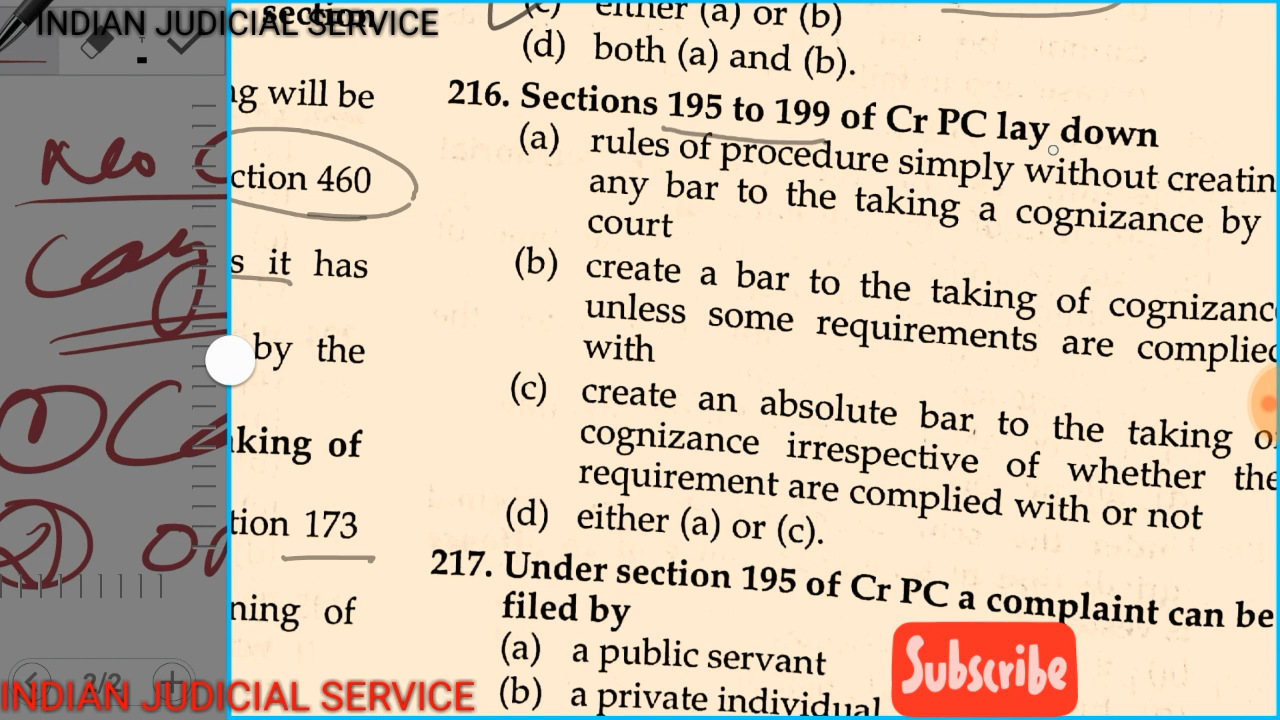 INDIAN JUDICIAL SERVICE
section
ng will be
ction 460
s it has
by the
king of
tion 173
ning of
either (a) or (b)
(d) both (a) and (b).
216. Sections 195 to 199 of Cr PC lay down
(a) rules of procedure simply without creatin
any bar to the taking a cognizance by
court
(b) create a bar to the taking of cognizanc
unless some requirements are complied
with
(c) create an absolute bar to the taking o
cognizance irrespective of whether the
requirement are complied with or not
(d) either (a) or (c).
217. Under section 195 of Cr PC a complaint can be
filed by
(a) a public servant
(b) a private individual
Subscribe
2/2
INDIAN JUDICIAL SERVICE